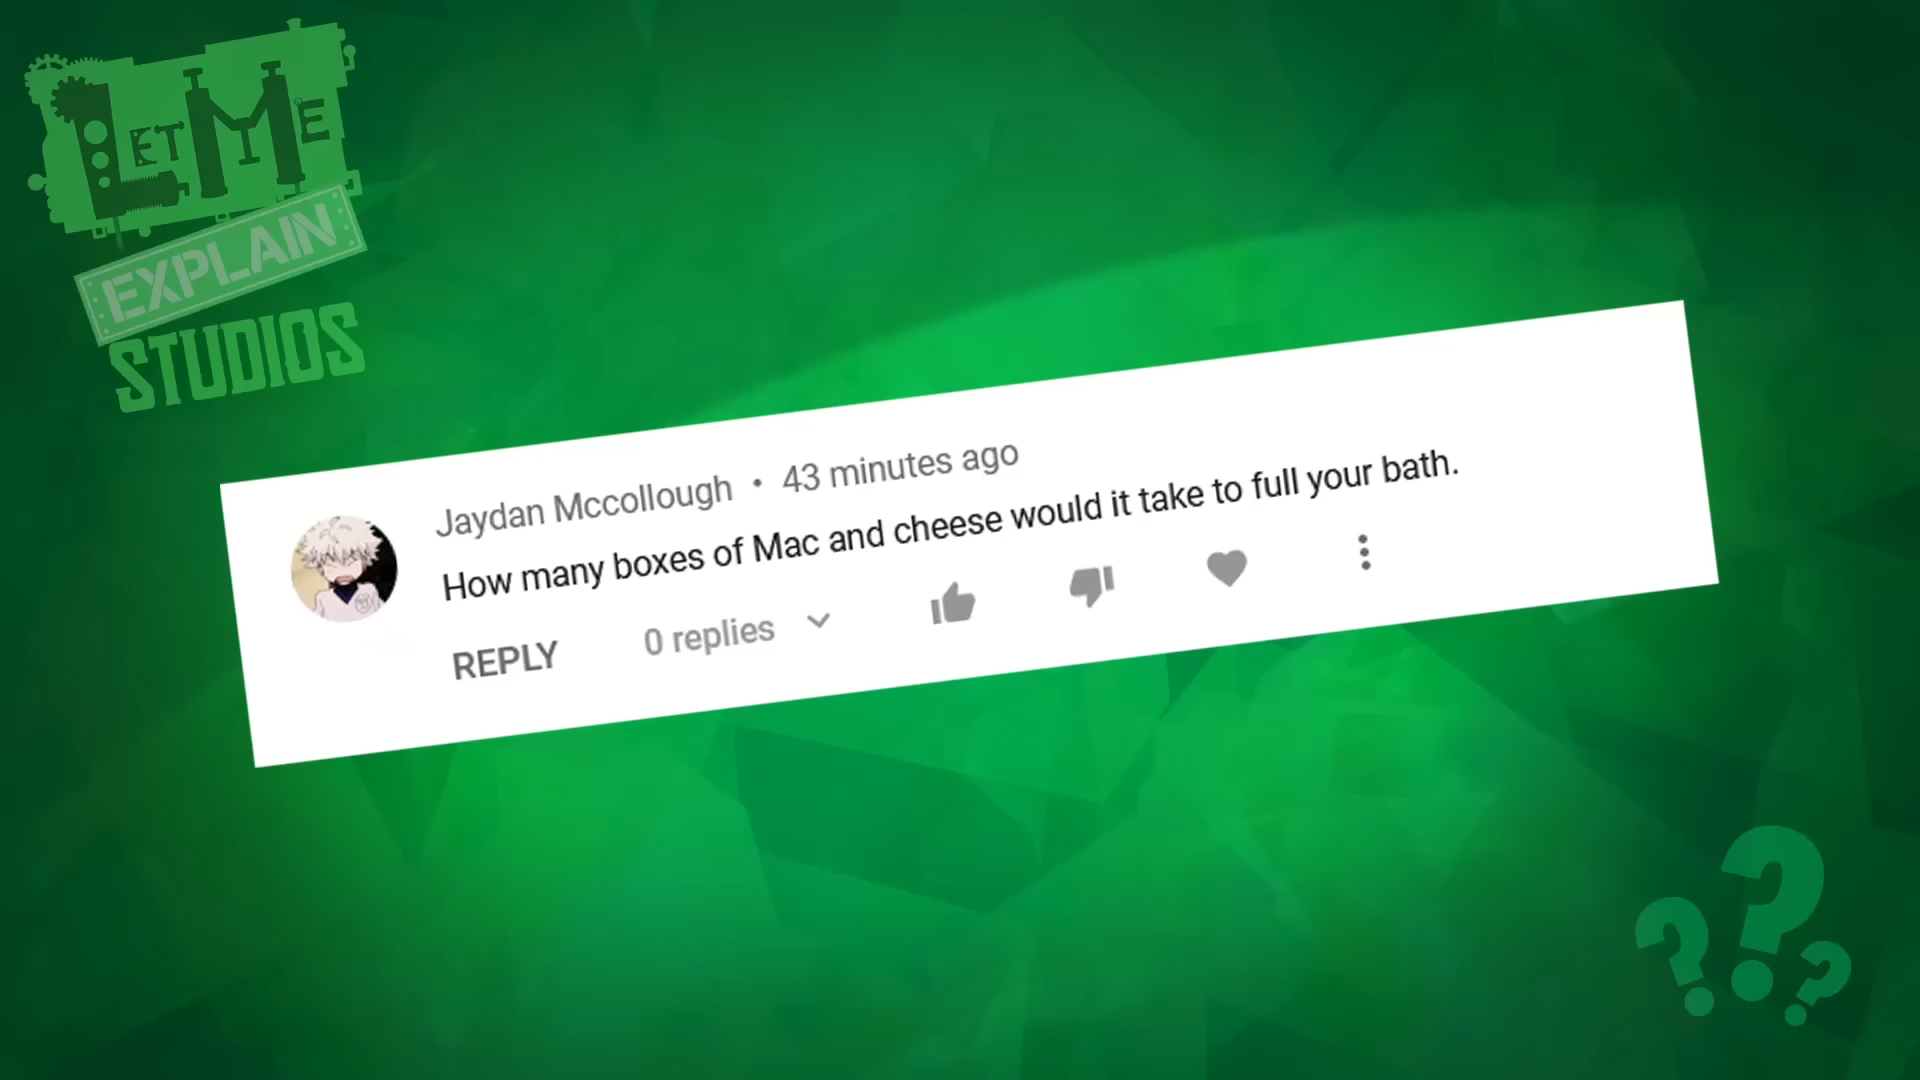 LET ME
EXPLAIN
STUDIOS
Jaydan Mccollough • 43 minutes ago
How many boxes of Mac and cheese would it take to full your bath.
REPLY 0 replies
? ? ?